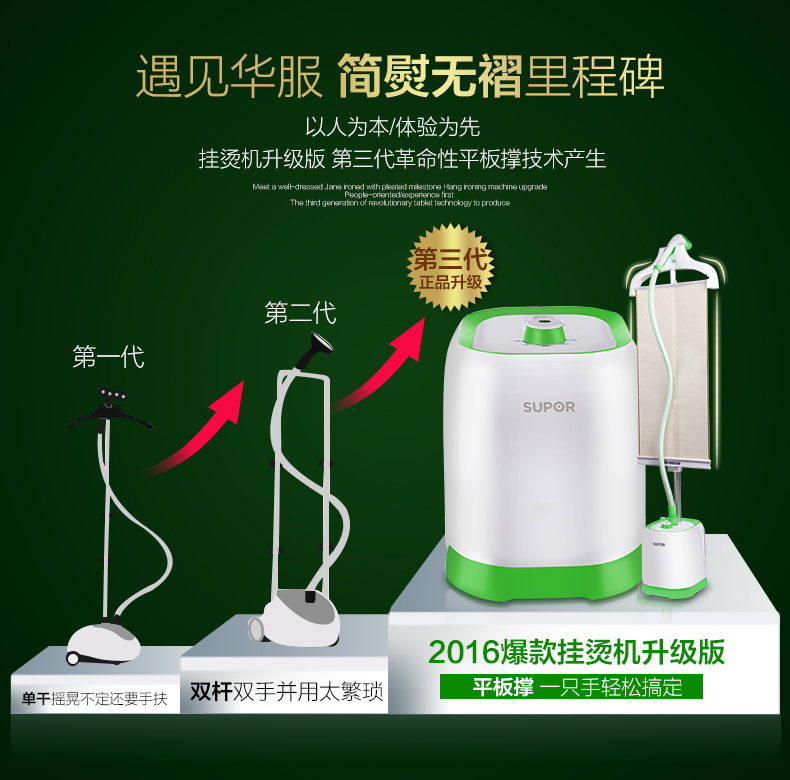 遇见华服 简熨无褶里程碑
以人为本/体验为先
挂烫机升级版 第三代革命性平板撑技术产生
Meet a well-dressed Jane ironed with pleated milestone Hang ironing machine upgrade
People-oriented/experience first
The third generation of revolutionary tablet technology to produce
第三代
正品升级
第二代
第一代
SUPOR
SUPOR
2016爆款挂烫机升级版
平板撑 一只手轻松搞定
双杆双手并用太繁琐
单干摇晃不定还要手扶